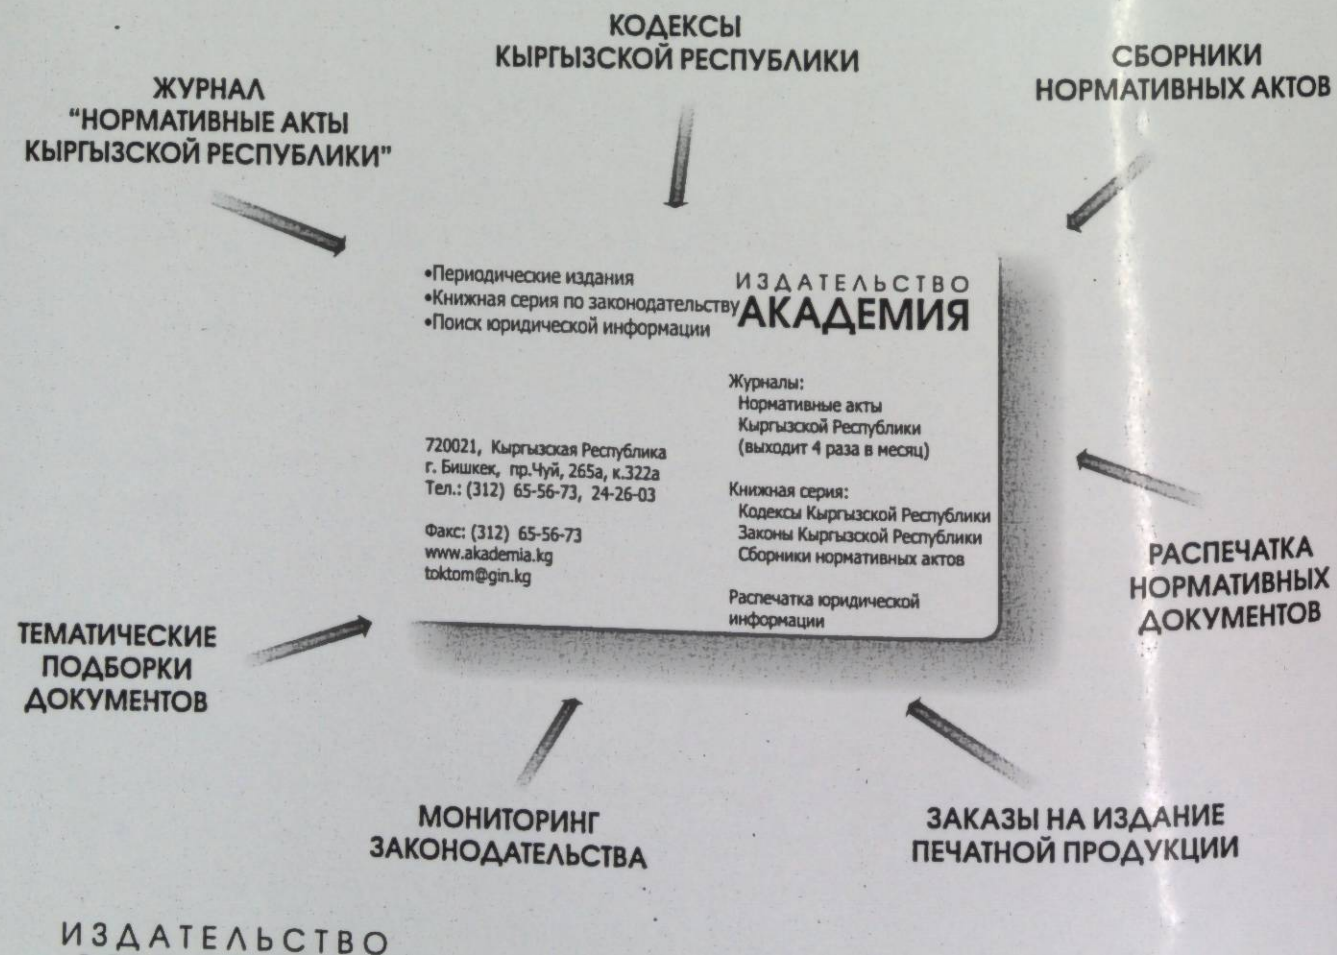 КОДЕКСЫ
КЫРГЫЗСКОЙ РЕСПУБЛИКИ
СБОРНИКИ
НОРМАТИВНЫХ АКТОВ
ЖУРНАЛ
“НОРМАТИВНЫЕ АКТЫ
КЫРГЫЗСКОЙ РЕСПУБЛИКИ”
•Периодические издания
•Книжная серия по законодательству
•Поиск юридической информации
ИЗДАТЕЛЬСТВО
АКАДЕМИЯ
720021, Кыргызская Республика
г. Бишкек, пр.Чуй, 265а, к.322а
Тел.: (312) 65-56-73, 24-26-03
Факс: (312) 65-56-73
www.akademia.kg
toktom@gin.kg
Журналы:
Нормативные акты
Кыргызской Республики
(выходит 4 раза в месяц)
Книжная серия:
Кодексы Кыргызской Республики
Законы Кыргызской Республики
Сборники нормативных актов
Распечатка юридической
информации
РАСПЕЧАТКА
НОРМАТИВНЫХ
ДОКУМЕНТОВ
ТЕМАТИЧЕСКИЕ
ПОДБОРКИ
ДОКУМЕНТОВ
МОНИТОРИНГ
ЗАКОНОДАТЕЛЬСТВА
ЗАКАЗЫ НА ИЗДАНИЕ
ПЕЧАТНОЙ ПРОДУКЦИИ
ИЗДАТЕЛЬСТВО